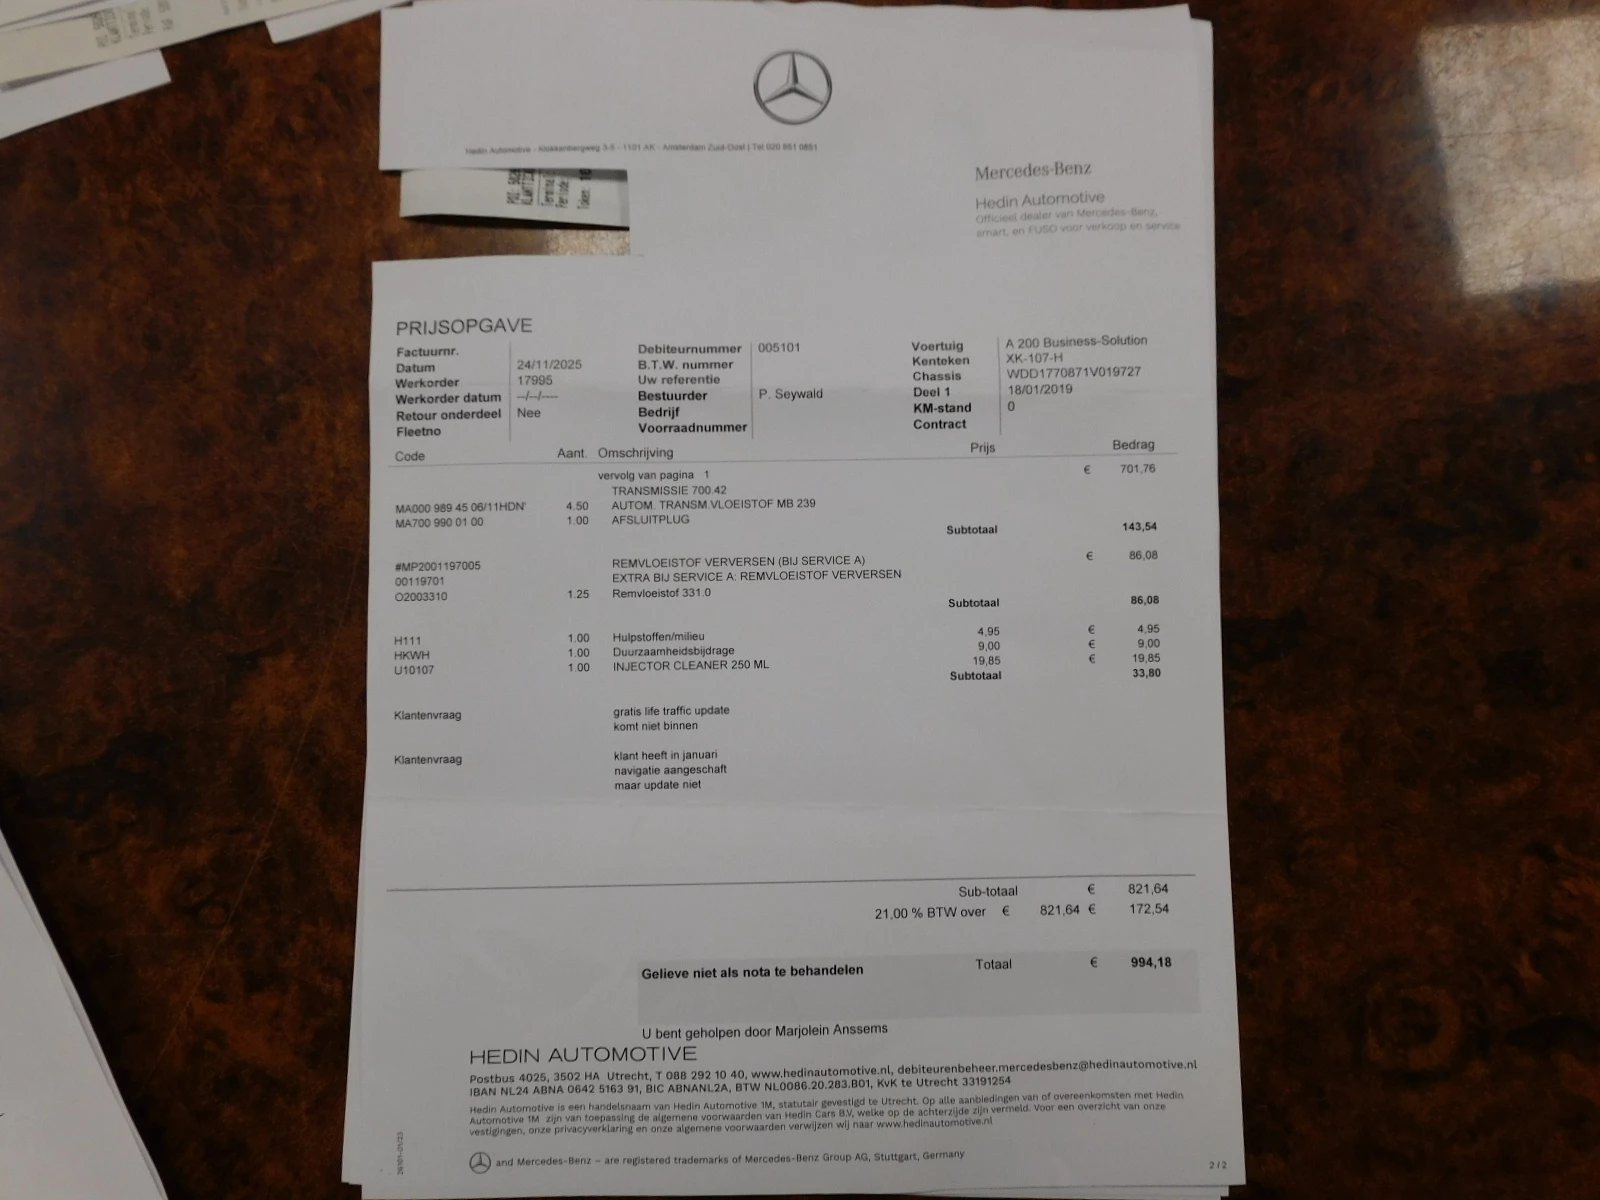 Hedin Automotive - Klokkenbergweg 3-5 - 1101 AK - Amsterdam Zuid-Oost | Tel 020 651 0651
Mercedes-Benz
Hedin Automotive
Officieel dealer van Mercedes-Benz,
smart, en FUSO voor verkoop en service
PRIJSOPGAVE
Factuurnr.
Datum 24/11/2025
Werkorder 17995
Werkorder datum --/--/----
Retour onderdeel Nee
Fleetno
Debiteurnummer 005101
B.T.W. nummer
Uw referentie
Bestuurder P. Seywald
Bedrijf
Voorraadnummer
Voertuig A 200 Business-Solution
Kenteken XK-107-H
Chassis WDD1770871V019727
Deel 1 18/01/2019
KM-stand 0
Contract
Code Aant. Omschrijving Prijs Bedrag
vervolg van pagina 1 € 701,76
TRANSMISSIE 700.42
MA000 989 45 06/11HDN' 4.50 AUTOM. TRANSM.VLOEISTOF MB 239
MA700 990 01 00 1.00 AFSLUITPLUG
Subtotaal 143,54
#MP2001197005 REMVLOEISTOF VERVERSEN (BIJ SERVICE A) € 86,08
00119701 EXTRA BIJ SERVICE A: REMVLOEISTOF VERVERSEN
O2003310 1.25 Remvloeistof 331.0
Subtotaal 86,08
H111 1.00 Hulpstoffen/milieu 4,95 € 4,95
HKWH 1.00 Duurzaamheidsbijdrage 9,00 € 9,00
U10107 1.00 INJECTOR CLEANER 250 ML 19,85 € 19,85
Subtotaal 33,80
Klantenvraag gratis life traffic update
komt niet binnen
Klantenvraag klant heeft in januari
navigatie aangeschaft
maar update niet
Sub-totaal € 821,64
21,00 % BTW over € 821,64 € 172,54
Gelieve niet als nota te behandelen Totaal € 994,18
U bent geholpen door Marjolein Anssems
HEDIN AUTOMOTIVE
Postbus 4025, 3502 HA Utrecht, T 088 292 10 40, www.hedinautomotive.nl, debiteurenbeheer.mercedesbenz@hedinautomotive.nl
IBAN NL24 ABNA 0642 5163 91, BIC ABNANL2A, BTW NL0086.20.283.B01, KvK te Utrecht 33191254
Hedin Automotive is een handelsnaam van Hedin Automotive 1M, statutair gevestigd te Utrecht. Op alle aanbiedingen van of overeenkomsten met Hedin
Automotive 1M zijn van toepassing de algemene voorwaarden van Hedin Cars B.V, welke op de achterzijde zijn vermeld. Voor een overzicht van onze
vestigingen, onze privacyverklaring en onze algemene voorwaarden verwijzen wij naar www.hedinautomotive.nl
and Mercedes-Benz – are registered trademarks of Mercedes-Benz Group AG, Stuttgart, Germany
2 / 2